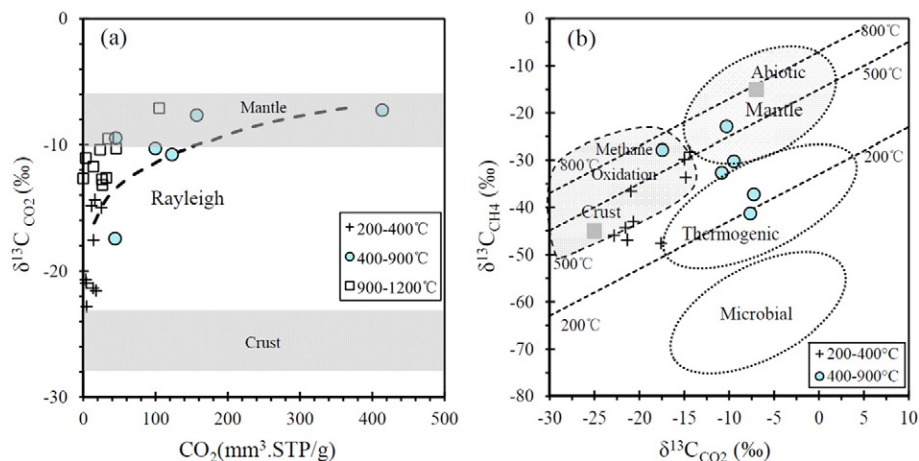 (a)
0
-10
-20
-30
δ¹³C CO2 (‰)
Mantle
Rayleigh
200-400℃
400-900℃
900-1200℃
Crust
0 100 200 300 400 500
CO₂(mm³.STP/g)
(b)
0
-10
-20
-30
-40
-50
-60
-70
-80
δ¹³C CH4 (‰)
800℃
500℃
Abiotic
Mantle
Methane
800℃
Oxidation
200℃
Crust
Thermogenic
500℃
200℃
Microbial
200-400°C
400-900°C
-30 -25 -20 -15 -10 -5 0 5 10
δ¹³C CO2 (‰)